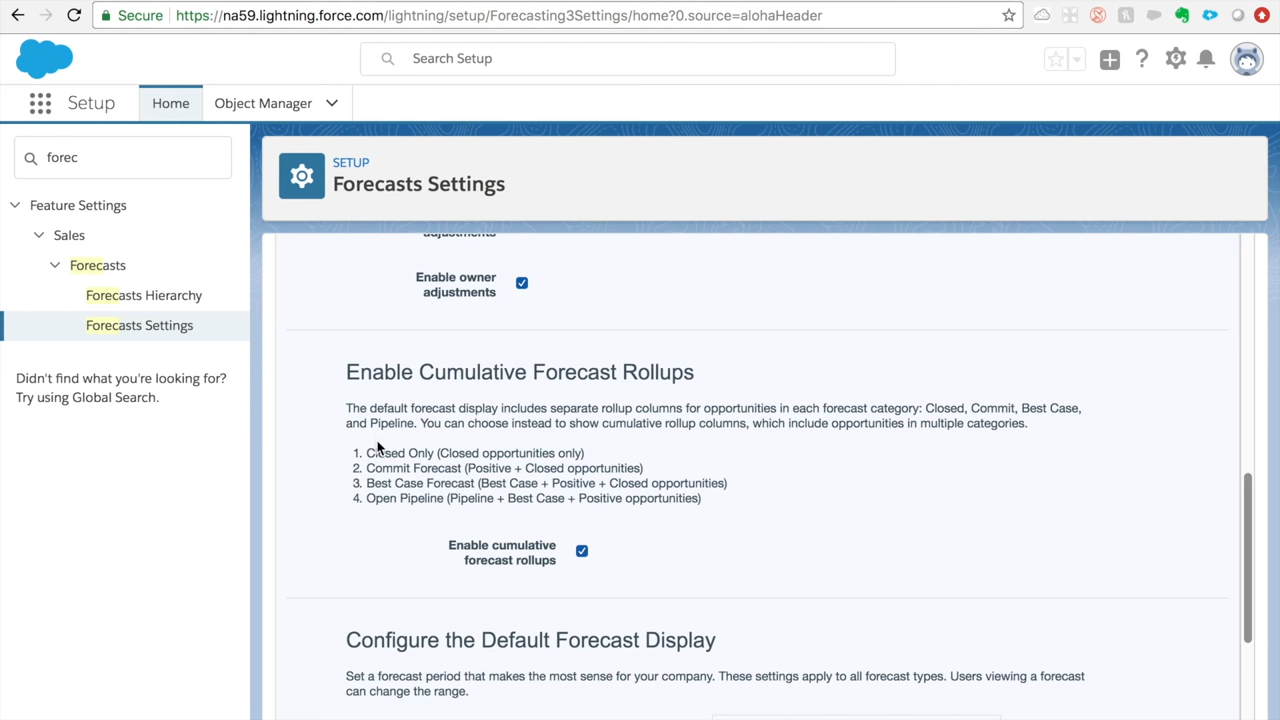 Secure
https://na59.lightning.force.com/lightning/setup/Forecasting3Settings/home?0.source=alohaHeader
Search Setup
Setup
Home
Object Manager
forec
Feature Settings
Sales
Forecasts
Forecasts Hierarchy
Forecasts Settings
Didn't find what you're looking for?
Try using Global Search.
SETUP
Forecasts Settings
adjustments
Enable owner
adjustments
Enable Cumulative Forecast Rollups
The default forecast display includes separate rollup columns for opportunities in each forecast category: Closed, Commit, Best Case,
and Pipeline. You can choose instead to show cumulative rollup columns, which include opportunities in multiple categories.
1. Closed Only (Closed opportunities only)
2. Commit Forecast (Positive + Closed opportunities)
3. Best Case Forecast (Best Case + Positive + Closed opportunities)
4. Open Pipeline (Pipeline + Best Case + Positive opportunities)
Enable cumulative
forecast rollups
Configure the Default Forecast Display
Set a forecast period that makes the most sense for your company. These settings apply to all forecast types. Users viewing a forecast
can change the range.